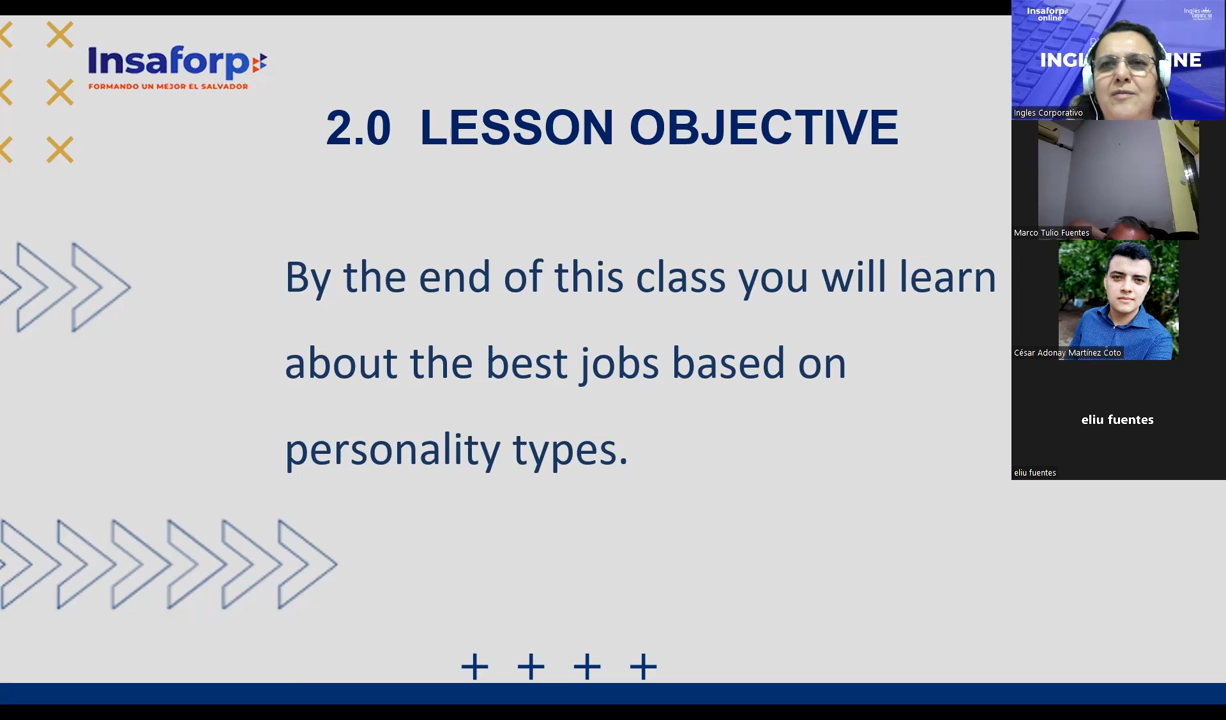 Insaforp
FORMANDO UN MEJOR EL SALVADOR
2.0 LESSON OBJECTIVE
By the end of this class you will learn
about the best jobs based on
personality types.
Insaforp
online
Ingles Corporativo
Marco Tulio Fuentes
César Adonay Martínez Coto
eliu fuentes
eliu fuentes